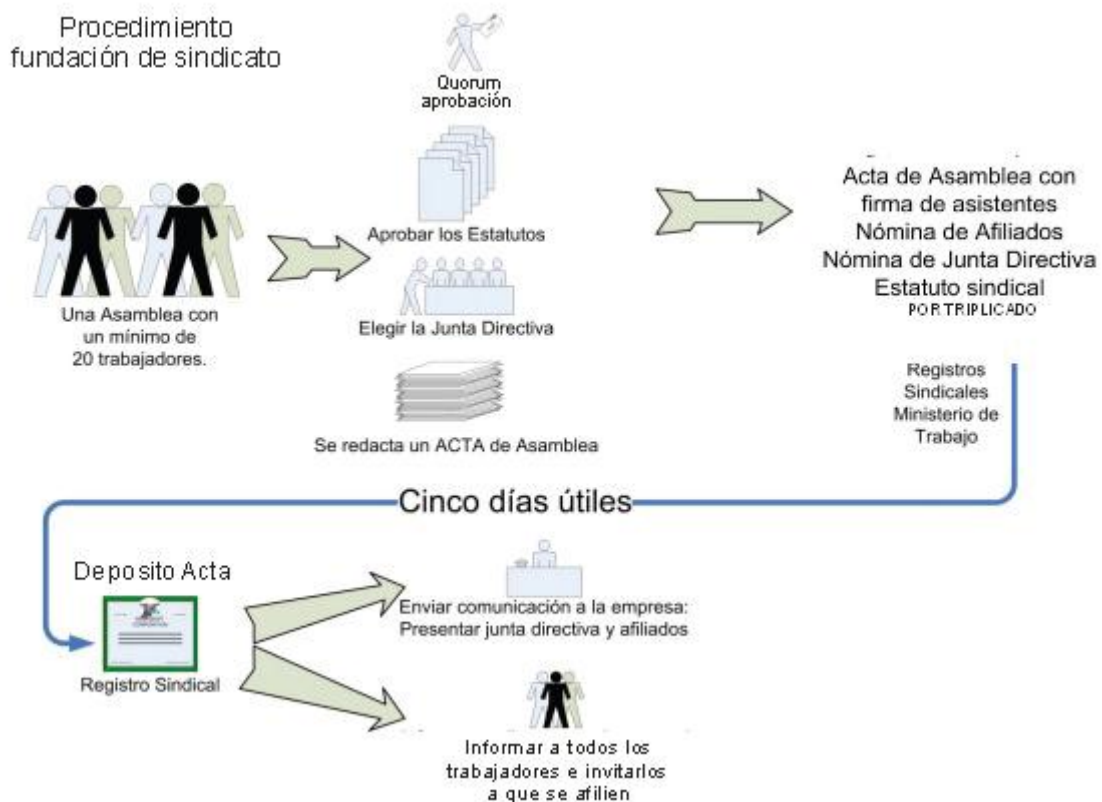 Procedimiento
fundación de sindicato
Quorum
aprobación
Aprobar los Estatutos
Elegir la Junta Directiva
Se redacta un ACTA de Asamblea
Una Asamblea con
un mínimo de
20 trabajadores.
Acta de Asamblea con
firma de asistentes
Nómina de Afiliados
Nómina de Junta Directiva
Estatuto sindical
POR TRIPLICADO
Registros
Sindicales
Ministerio de
Trabajo
Cinco días útiles
Deposito Acta
Registro Sindical
Enviar comunicación a la empresa:
Presentar junta directiva y afiliados
Informar a todos los
trabajadores e invitarlos
a que se afilien